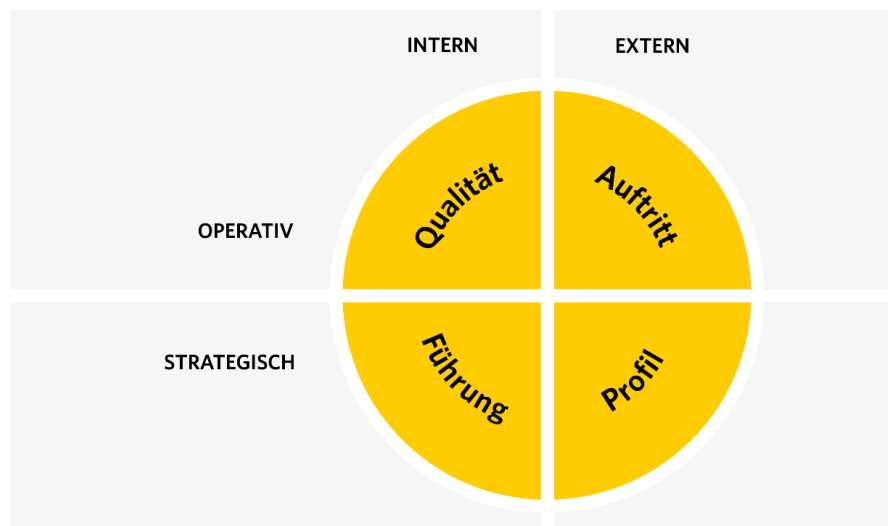 INTERN
EXTERN
Qualität
Auftritt
OPERATIV
Führung
Profil
STRATEGISCH